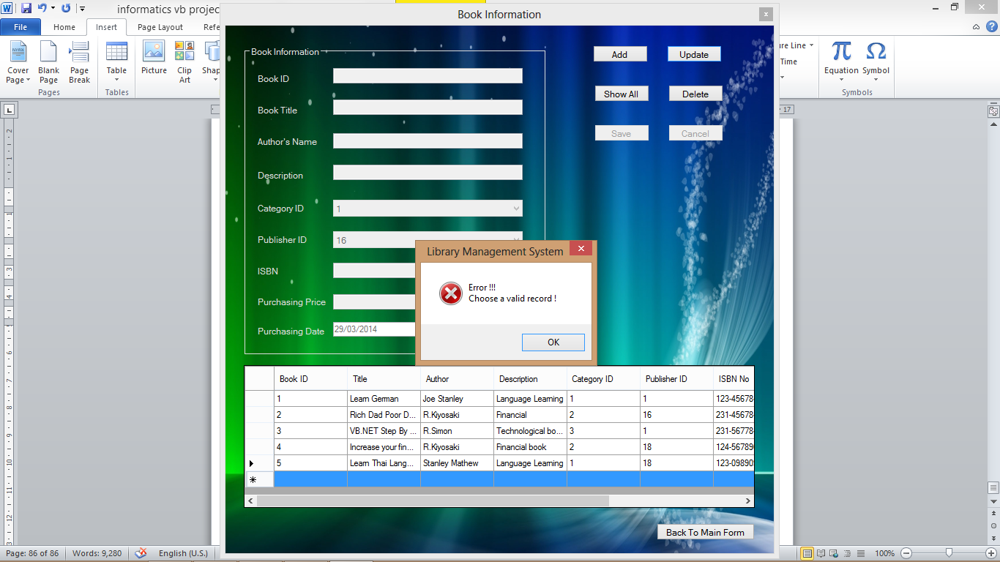 informatics vb projec
Book Information
File
Home
Insert
Page Layout
Refe
Cover Page
Blank Page
Page Break
Table
Picture
Clip Art
Shap
Pages
Tables
ure Line
Time
Equation
Symbol
Symbols
17
Book Information
Book ID
Book Title
Author's Name
Description
Category ID 1
Publisher ID 16
ISBN
Purchasing Price
Purchasing Date 29/03/2014
Add
Update
Show All
Delete
Save
Cancel
Library Management System
Error !!!
Choose a valid record !
OK
Book ID Title Author Description Category ID Publisher ID ISBN No
1 Learn German Joe Stanley Language Learning 1 1 123-45678-
2 Rich Dad Poor D... R.Kiyosaki Financial 2 16 231-45678
3 VB.NET Step By ... R.Simon Technological bo... 3 1 231-56778-
4 Increase your fin... R.Kiyosaki Financial book 2 18 124-56789
5 Learn Thai Lang... Stanley Mathew Language Learning 1 18 123-09890
Back To Main Form
Page: 86 of 86
Words: 9,280
English (U.S.)
100%